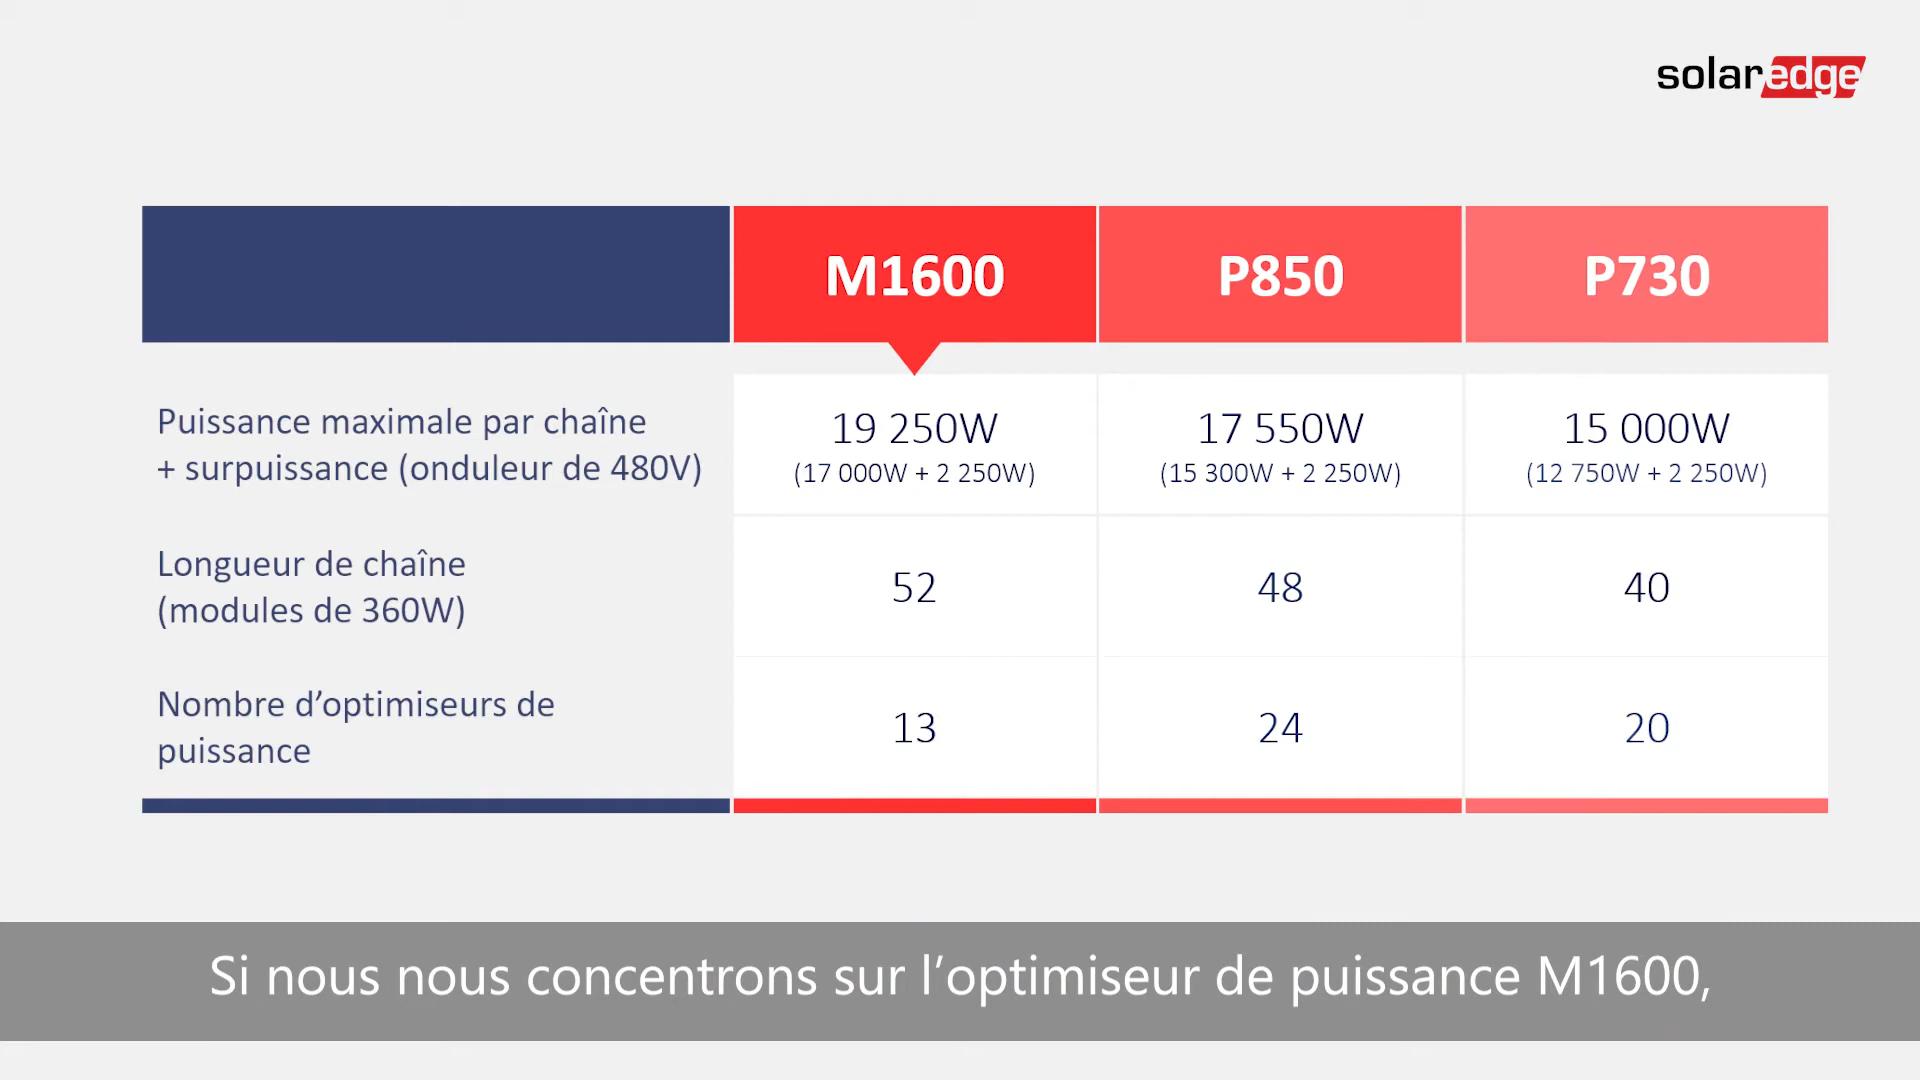 solaredge
M1600 P850 P730
Puissance maximale par chaîne
+ surpuissance (onduleur de 480V)
19 250W 17 550W 15 000W
(17 000W + 2 250W) (15 300W + 2 250W) (12 750W + 2 250W)
Longueur de chaîne
(modules de 360W)
52 48 40
Nombre d’optimiseurs de
puissance
13 24 20
Si nous nous concentrons sur l’optimiseur de puissance M1600,